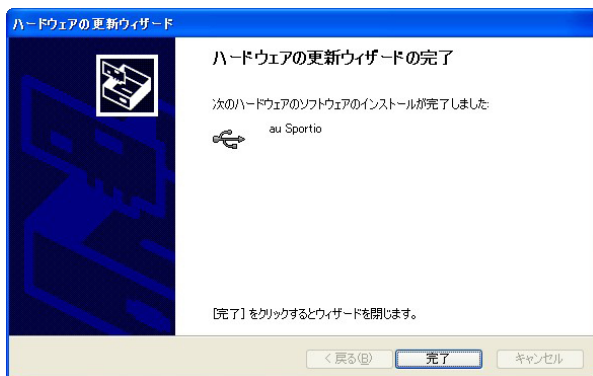 ハードウェアの更新ウィザード
ハードウェアの更新ウィザードの完了
次のハードウェアのソフトウェアのインストールが完了しました:
au Sportio
[完了] をクリックするとウィザードを閉じます。
< 戻る(B)
完了
キャンセル